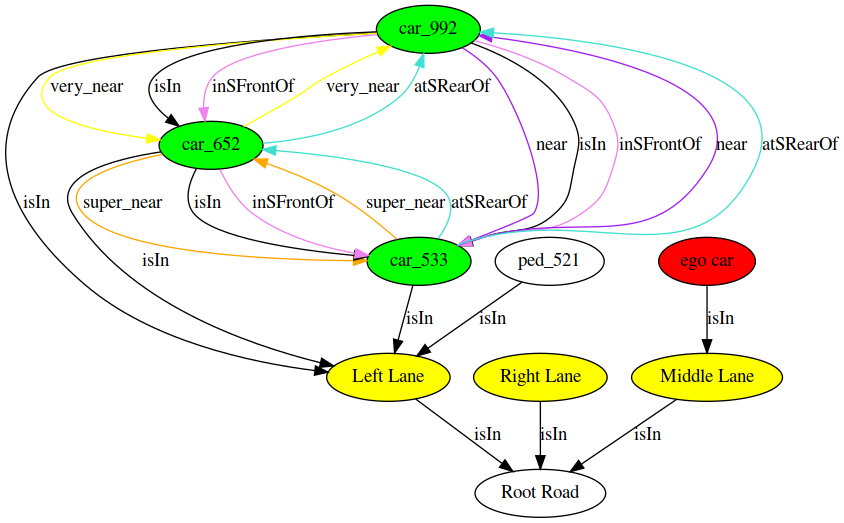 car_992
very_near isIn inSFrontOf very_near atSRearOf
car_652
near isIn inSFrontOf near atSRearOf
isIn super_near isIn inSFrontOf super_near atSRearOf
isIn
car_533 ped_521 ego car
isIn isIn isIn
Left Lane Right Lane Middle Lane
isIn isIn isIn
Root Road